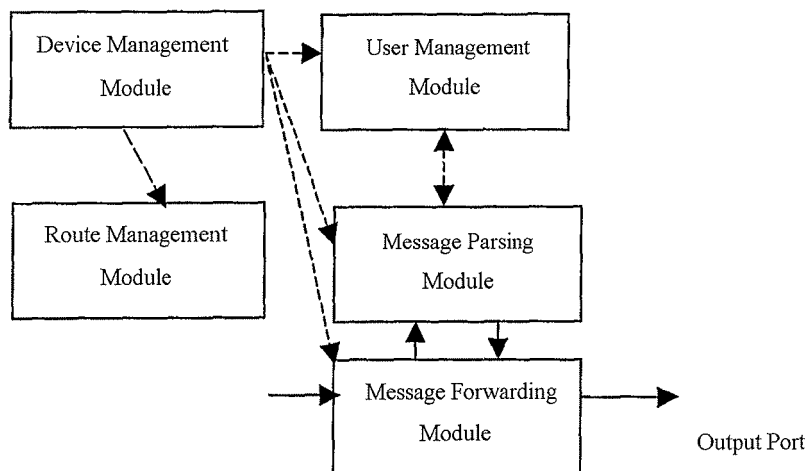 Device Management
Module
User Management
Module
Route Management
Module
Message Parsing
Module
Message Forwarding
Module
Output Port